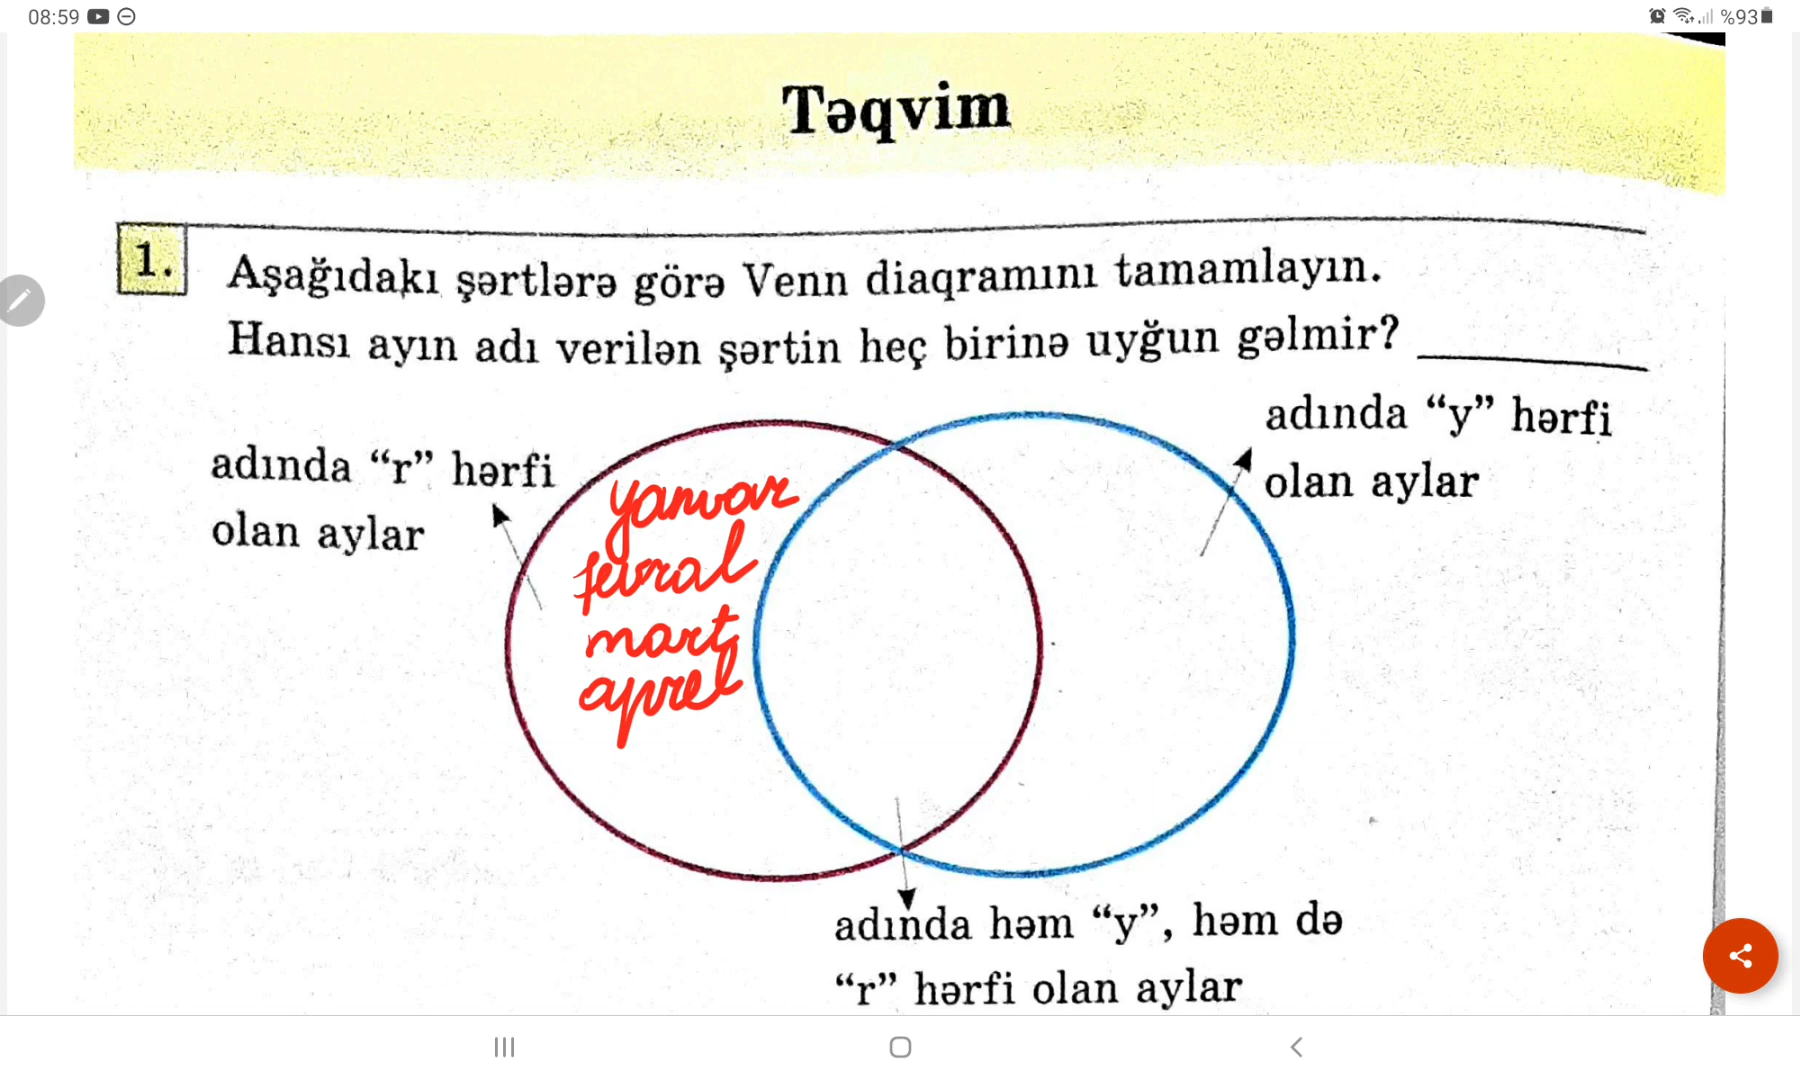 08:59
%93
Təqvim
1. Aşağıdakı şərtlərə görə Venn diaqramını tamamlayın.
Hansı ayın adı verilən şərtin heç birinə uyğun gəlmir?
adında “r” hərfi
olan aylar
adında “y” hərfi
olan aylar
yanvar
fevral
mart
aprel
adında həm “y”, həm də
“r” hərfi olan aylar